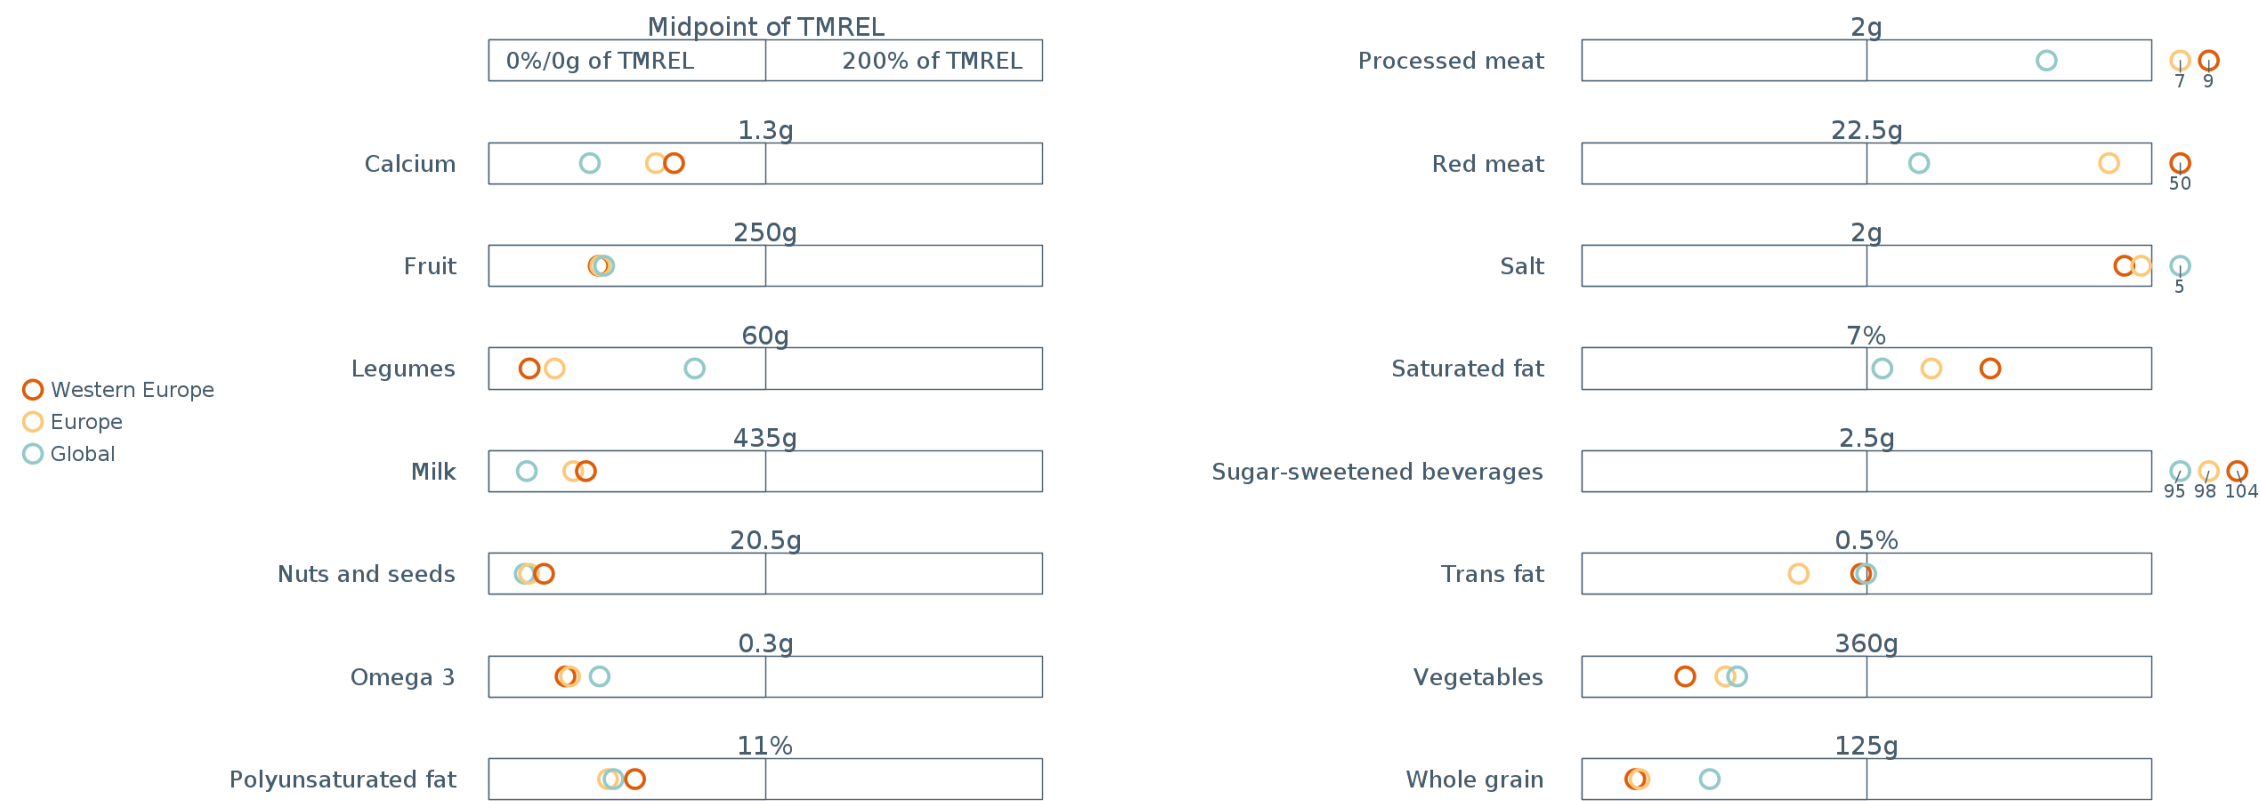 Midpoint of TMREL
0%/0g of TMREL 200% of TMREL
1.3g
Calcium
250g
Fruit
60g
Legumes
435g
Milk
20.5g
Nuts and seeds
0.3g
Omega 3
11%
Polyunsaturated fat
Western Europe
Europe
Global
2g
Processed meat
7 9
22.5g
Red meat
50
2g
Salt
5
7%
Saturated fat
2.5g
Sugar-sweetened beverages
95 98 104
0.5%
Trans fat
360g
Vegetables
125g
Whole grain